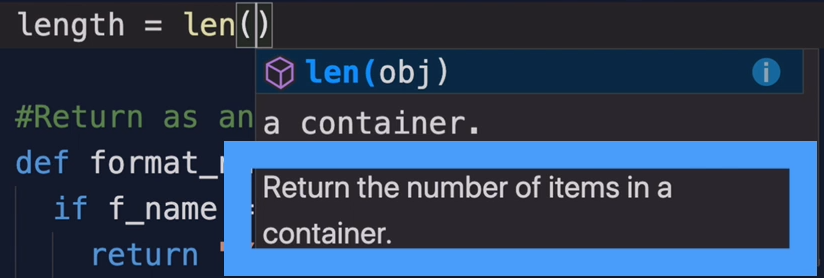 length = len()
len(obj)
#Return as an
a container.
def format_
Return the number of items in a
if f_name =
container.
return "